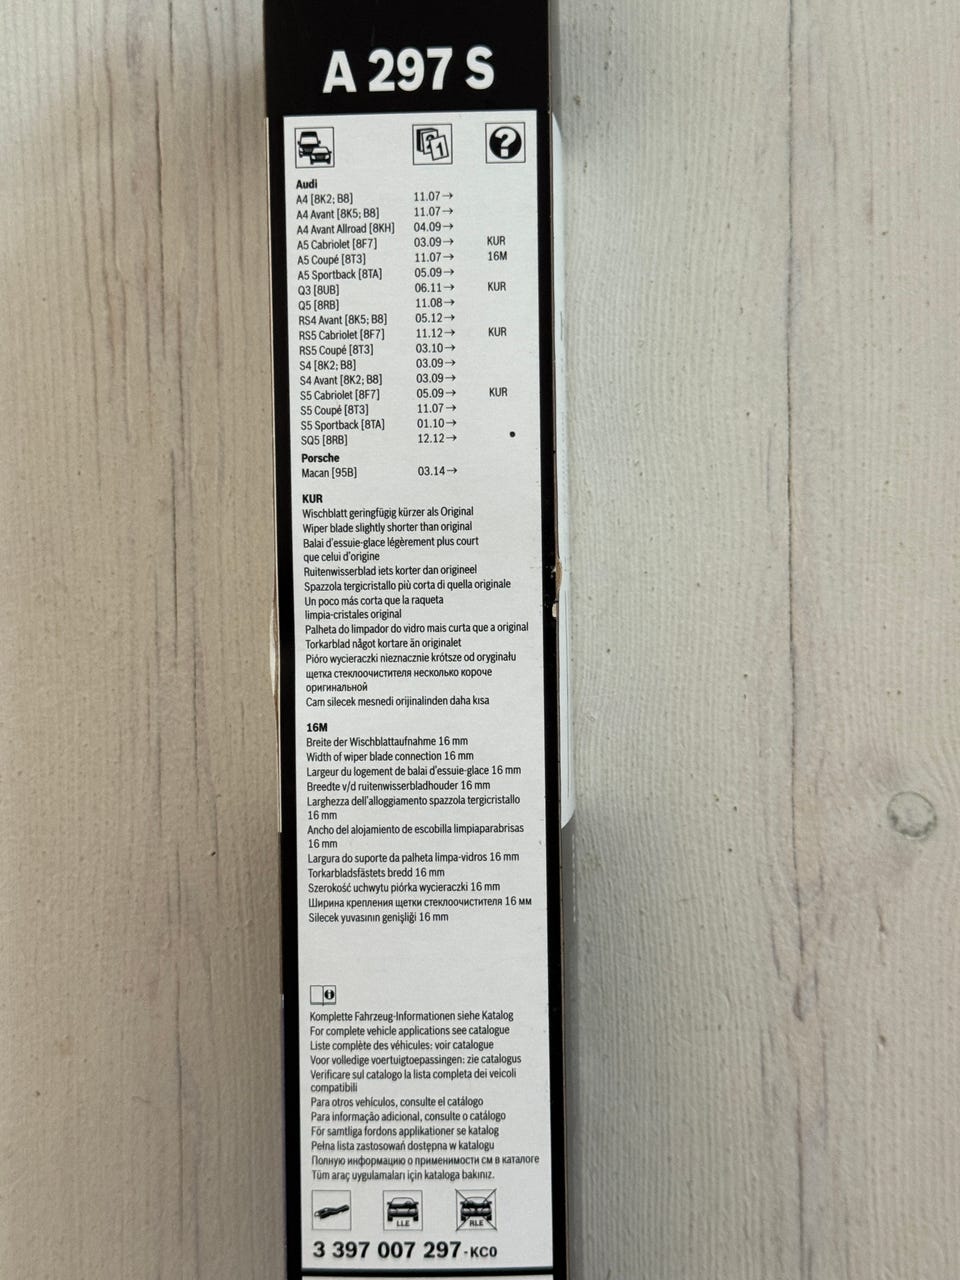 A 297 S
1
?
Audi
A4 [8K2; B8] 11.07→
A4 Avant [8K5; B8] 11.07→
A4 Avant Allroad [8KH] 04.09→
A5 Cabriolet [8F7] 03.09→ KUR
A5 Coupé [8T3] 11.07→ 16M
A5 Sportback [8TA] 05.09→
Q3 [8UB] 06.11→ KUR
Q5 [8RB] 11.08→
RS4 Avant [8K5; B8] 05.12→
RS5 Cabriolet [8F7] 11.12→ KUR
RS5 Coupé [8T3] 03.10→
S4 [8K2; B8] 03.09→
S4 Avant [8K2; B8] 03.09→
S5 Cabriolet [8F7] 05.09→ KUR
S5 Coupé [8T3] 11.07→
S5 Sportback [8TA] 01.10→
SQ5 [8RB] 12.12→
Porsche
Macan [95B] 03.14→
KUR
Wischblatt geringfügig kürzer als Original
Wiper blade slightly shorter than original
Balai d'essuie-glace légèrement plus court
que celui d'origine
Ruitenwisserblad iets korter dan origineel
Spazzola tergicristallo più corta di quella originale
Un poco más corta que la raqueta
limpia-cristales original
Palheta do limpador do vidro mais curta que a original
Torkarblad något kortare än originalet
Pióro wycieraczki nieznacznie krótsze od oryginału
щетка стеклоочистителя несколько короче
оригинальной
Cam silecek mesnedi orijinalinden daha kısa
16M
Breite der Wischblattaufnahme 16 mm
Width of wiper blade connection 16 mm
Largeur du logement de balai d'essuie-glace 16 mm
Breedte v/d ruitenwisserbladhouder 16 mm
Larghezza dell'alloggiamento spazzola tergicristallo
16 mm
Ancho del alojamiento de escobilla limpiaparabrisas
16 mm
Largura do suporte da palheta limpa-vidros 16 mm
Torkarbladsfästets bredd 16 mm
Szerokość uchwytu piórka wycieraczki 16 mm
Ширина крепления щетки стеклоочистителя 16 мм
Silecek yuvasının genişliği 16 mm
i
Komplette Fahrzeug-Informationen siehe Katalog
For complete vehicle applications see catalogue
Liste complète des véhicules: voir catalogue
Voor volledige voertuigtoepassingen: zie catalogus
Verificare sul catalogo la lista completa dei veicoli
compatibili
Para otros vehículos, consulte el catálogo
Para informação adicional, consulte o catálogo
För samtliga fordons applikationer se katalog
Pełna lista zastosowań dostępna w katalogu
Полную информацию о применимости см в каталоге
Tüm araç uygulamaları için kataloga bakınız.
LLE RLE
3 397 007 297-KC0